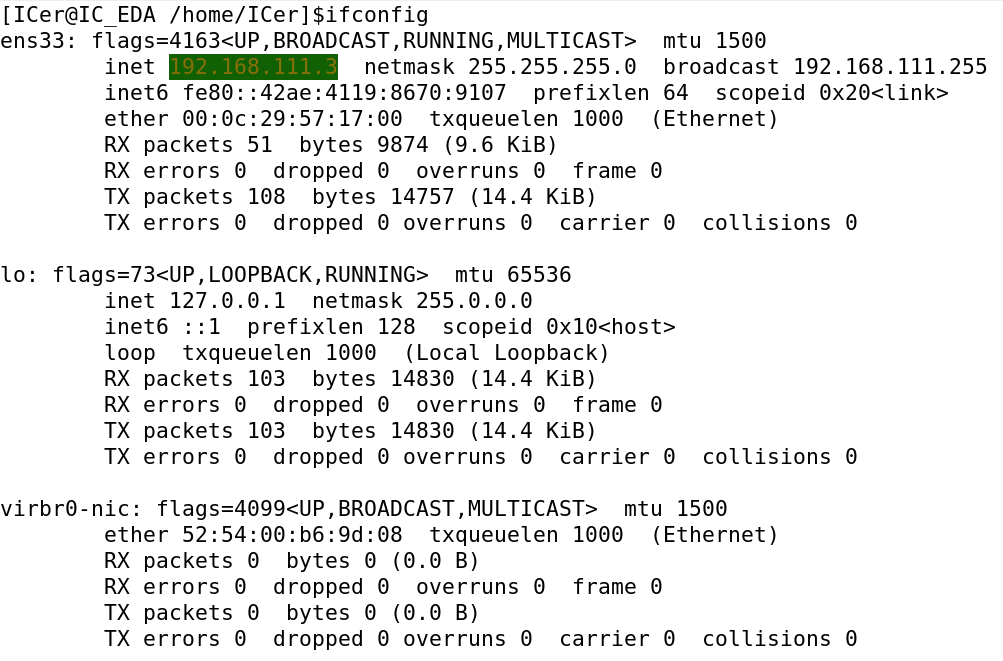 [ICer@IC_EDA /home/ICer]$ifconfig
ens33: flags=4163<UP,BROADCAST,RUNNING,MULTICAST>  mtu 1500
        inet 192.168.111.3  netmask 255.255.255.0  broadcast 192.168.111.255
        inet6 fe80::42ae:4119:8670:9107  prefixlen 64  scopeid 0x20<link>
        ether 00:0c:29:57:17:00  txqueuelen 1000  (Ethernet)
        RX packets 51  bytes 9874 (9.6 KiB)
        RX errors 0  dropped 0  overruns 0  frame 0
        TX packets 108  bytes 14757 (14.4 KiB)
        TX errors 0  dropped 0 overruns 0  carrier 0  collisions 0

lo: flags=73<UP,LOOPBACK,RUNNING>  mtu 65536
        inet 127.0.0.1  netmask 255.0.0.0
        inet6 ::1  prefixlen 128  scopeid 0x10<host>
        loop  txqueuelen 1000  (Local Loopback)
        RX packets 103  bytes 14830 (14.4 KiB)
        RX errors 0  dropped 0  overruns 0  frame 0
        TX packets 103  bytes 14830 (14.4 KiB)
        TX errors 0  dropped 0 overruns 0  carrier 0  collisions 0

virbr0-nic: flags=4099<UP,BROADCAST,MULTICAST>  mtu 1500
        ether 52:54:00:b6:9d:08  txqueuelen 1000  (Ethernet)
        RX packets 0  bytes 0 (0.0 B)
        RX errors 0  dropped 0  overruns 0  frame 0
        TX packets 0  bytes 0 (0.0 B)
        TX errors 0  dropped 0 overruns 0  carrier 0  collisions 0